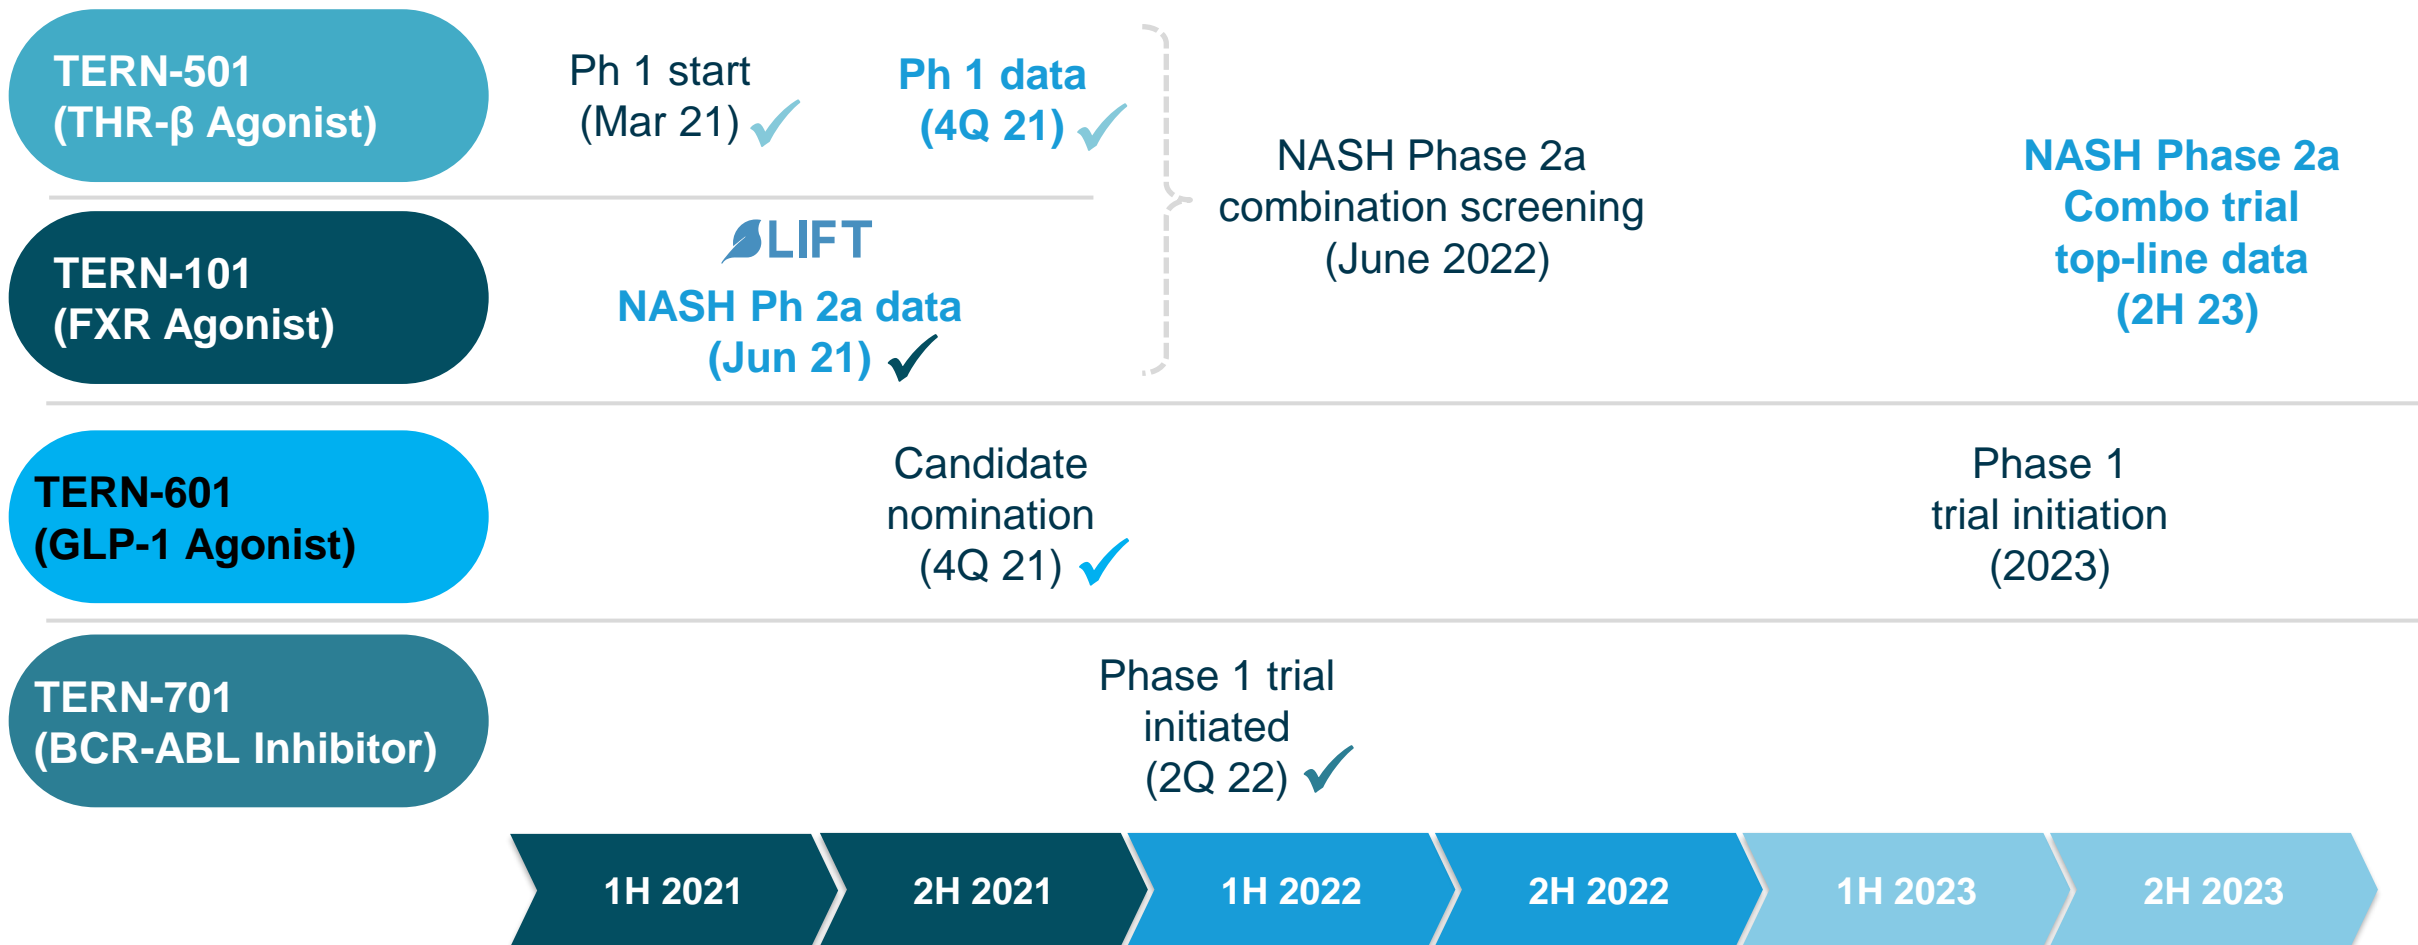 TERN-501
(THR-β Agonist)
Ph 1 start
(Mar 21)
Ph 1 data
(4Q 21)
TERN-101
(FXR Agonist)
LIFT
NASH Ph 2a data
(Jun 21)
NASH Phase 2a
combination screening
(June 2022)
NASH Phase 2a
Combo trial
top-line data
(2H 23)
TERN-601
(GLP-1 Agonist)
Candidate
nomination
(4Q 21)
Phase 1
trial initiation
(2023)
TERN-701
(BCR-ABL Inhibitor)
Phase 1 trial
initiated
(2Q 22)
1H 2021
2H 2021
1H 2022
2H 2022
1H 2023
2H 2023